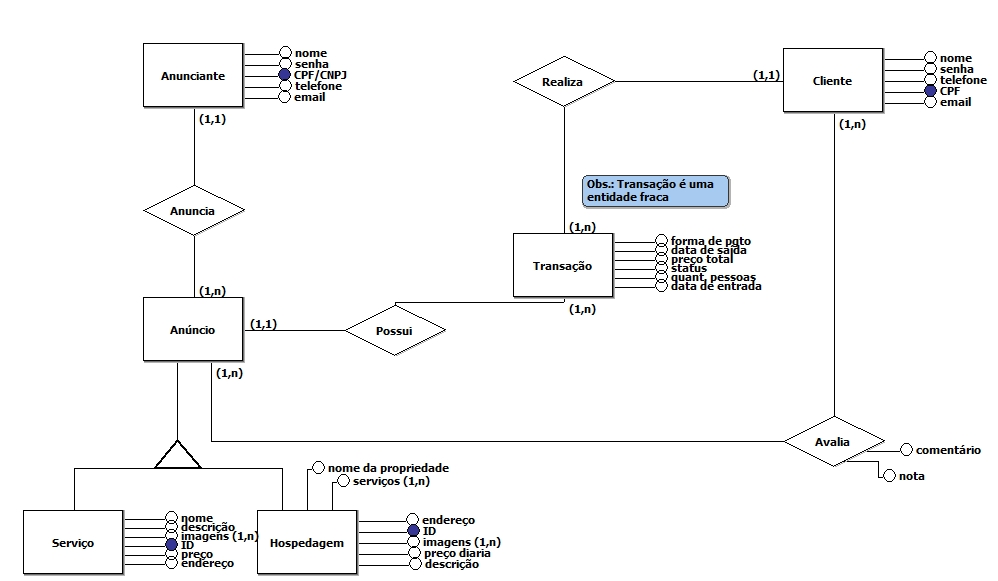 Anunciante
nome
senha
CPF/CNPJ
telefone
email
(1,1)
Anuncia
(1,n)
Anúncio
(1,1)
(1,n)
Possui
Realiza
(1,1)
Cliente
nome
senha
telefone
CPF
email
(1,n)
Obs.: Transação é uma
entidade fraca
(1,n)
Transação
forma de pgto
data de saída
preço total
status
quant. pessoas
data de entrada
(1,n)
Avalia
comentário
nota
nome da propriedade
serviços (1,n)
Serviço
nome
descrição
imagens (1,n)
ID
preço
endereço
Hospedagem
endereço
ID
imagens (1,n)
preço diaria
descrição